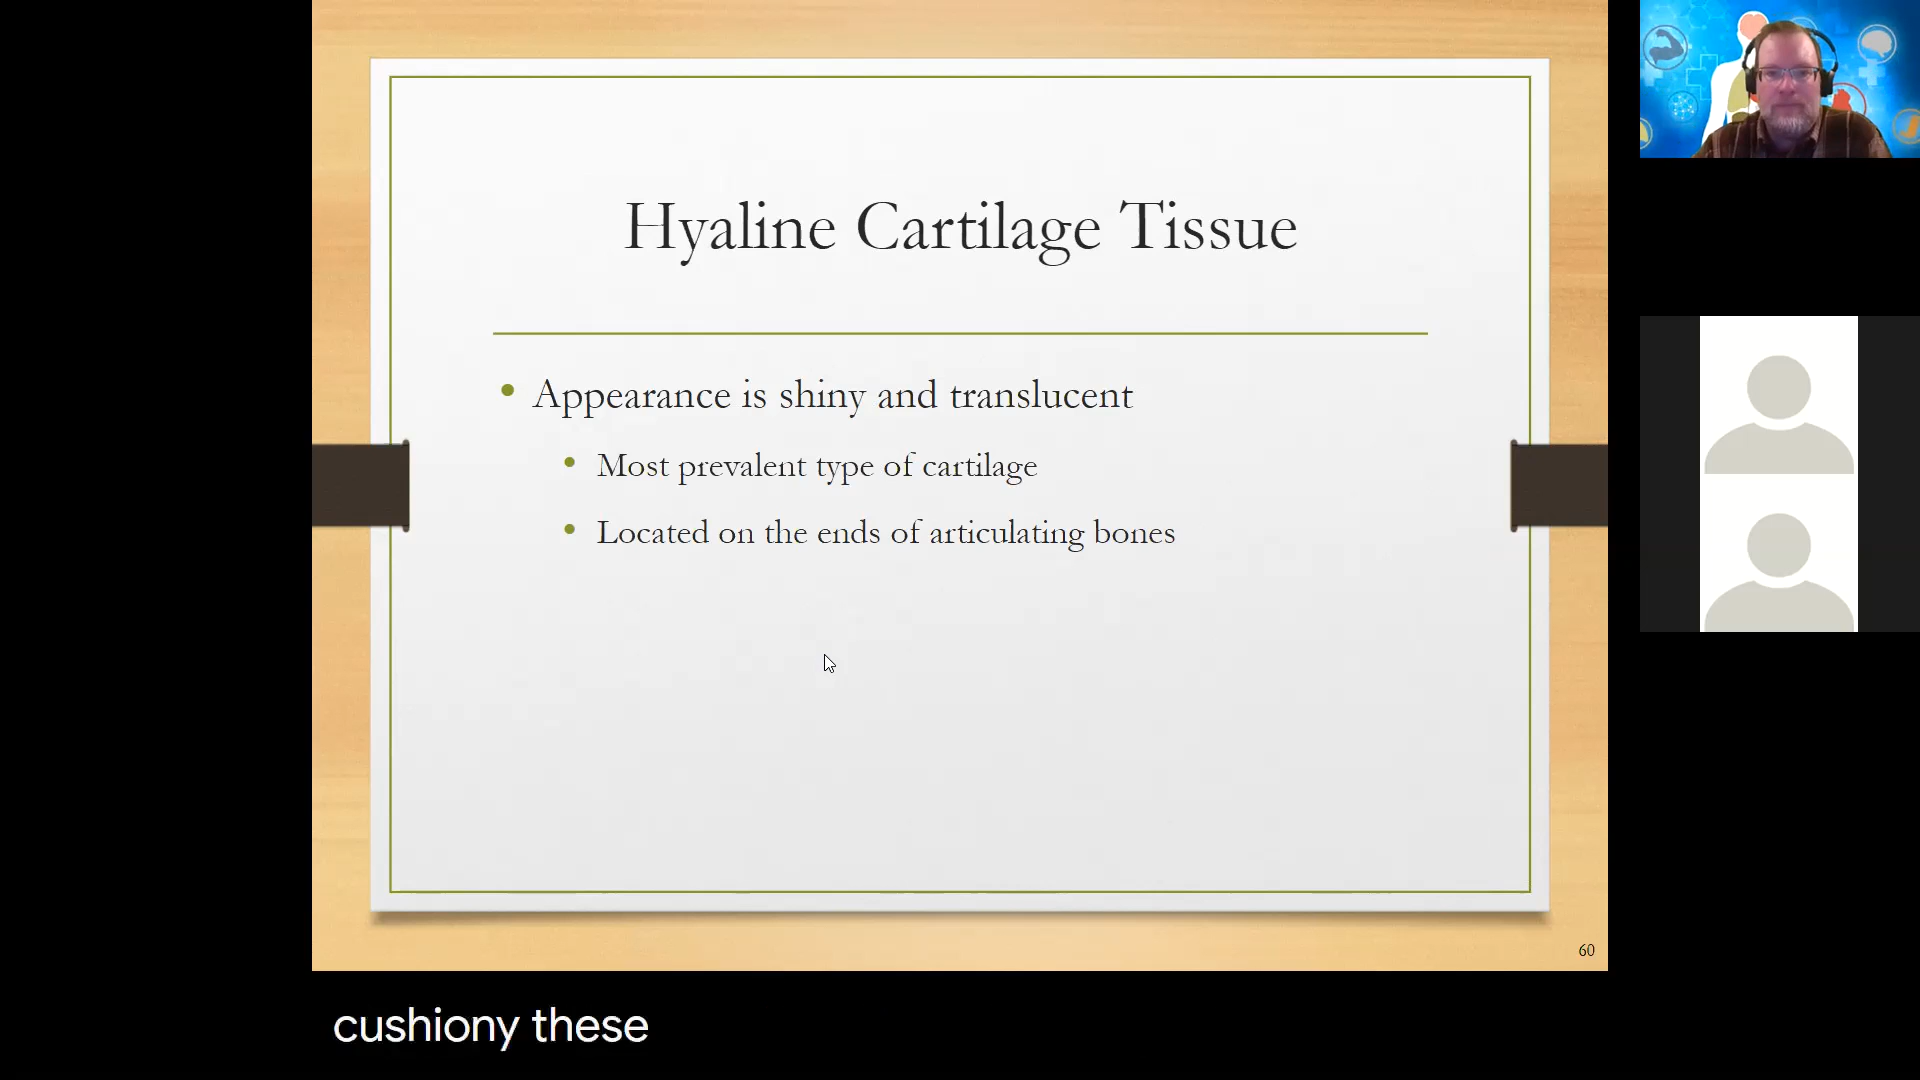 Hyaline Cartilage Tissue
Appearance is shiny and translucent
Most prevalent type of cartilage
Located on the ends of articulating bones
60
cushiony these